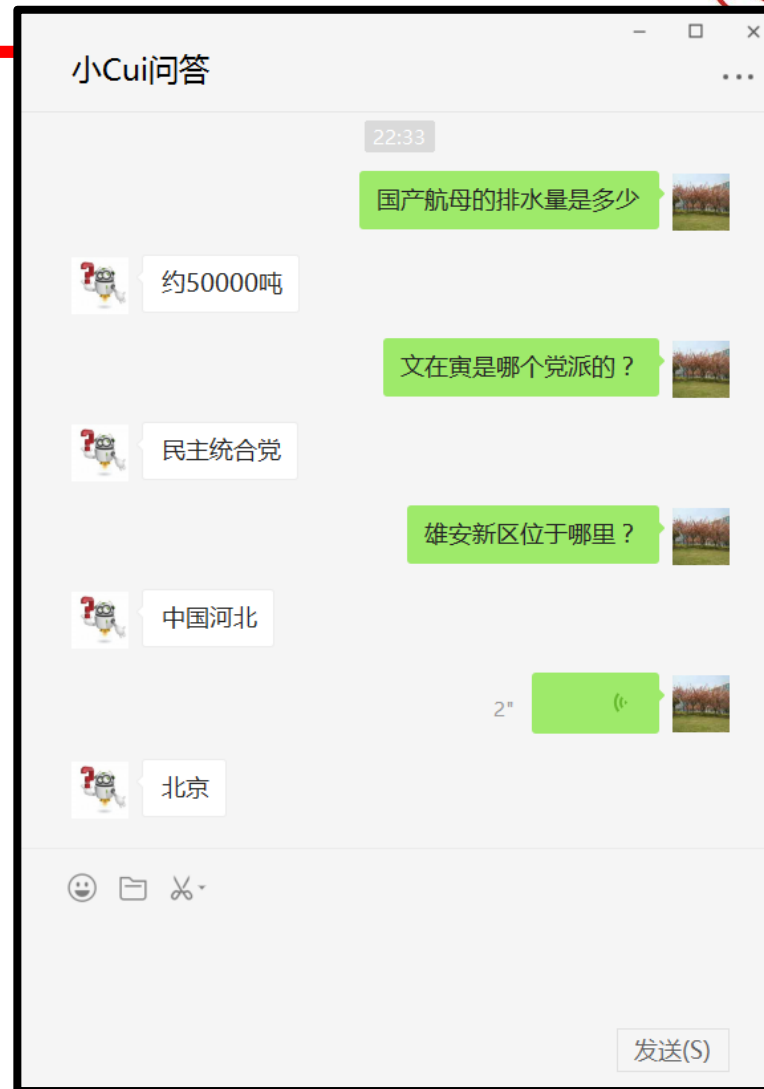 小Cui问答
22:33
国产航母的排水量是多少
约50000吨
文在寅是哪个党派的？
民主统合党
雄安新区位于哪里？
中国河北
2"
北京
发送(S)